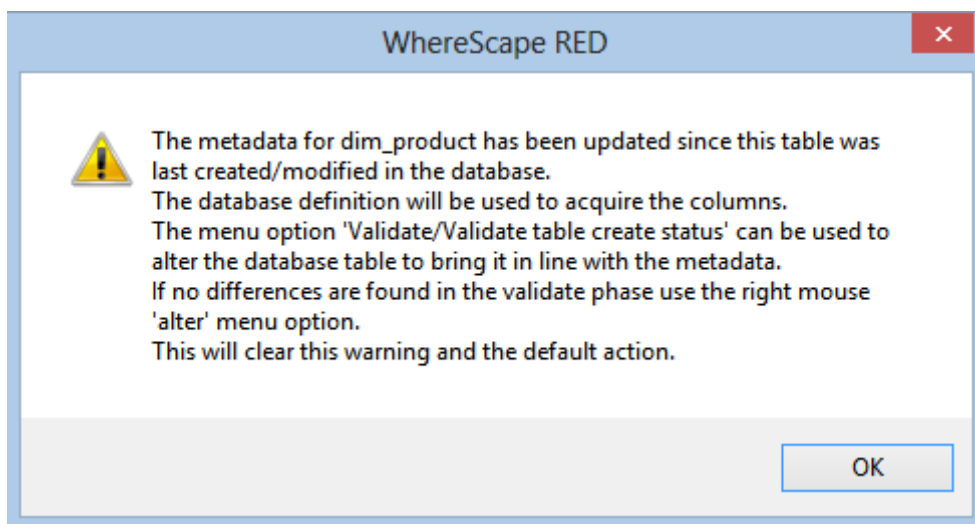 WhereScape RED
The metadata for dim_product has been updated since this table was
last created/modified in the database.
The database definition will be used to acquire the columns.
The menu option 'Validate/Validate table create status' can be used to
alter the database table to bring it in line with the metadata.
If no differences are found in the validate phase use the right mouse
'alter' menu option.
This will clear this warning and the default action.
OK